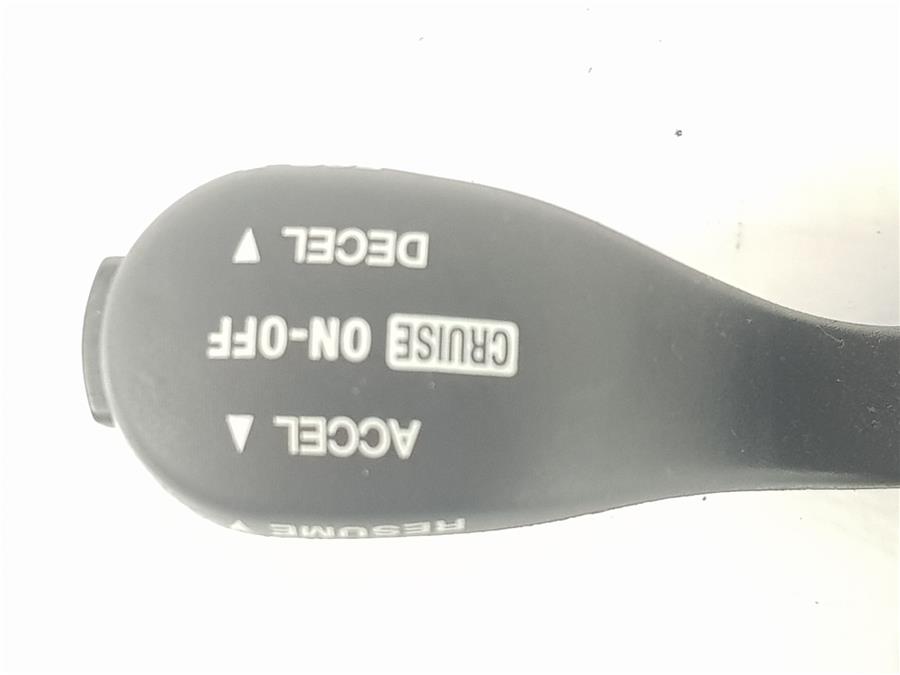 RESUME ▲
ACCEL ▲
CRUISE ON-OFF
DECEL ▼